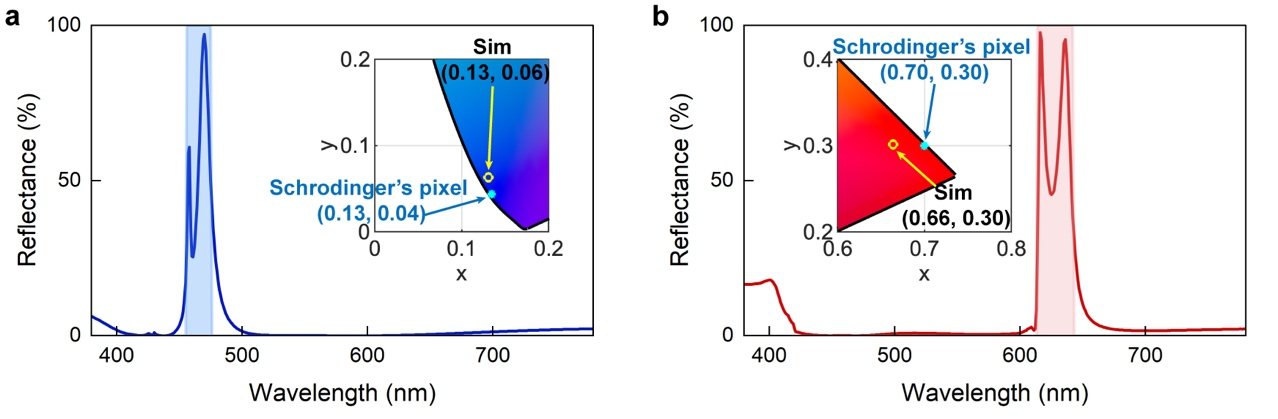 a
Reflectance (%)
100
50
0
400
500
600
700
Wavelength (nm)
Sim
(0.13, 0.06)
Schrodinger’s pixel
(0.13, 0.04)
y
0.2
0.1
0
0
0.1
0.2
x
b
Reflectance (%)
100
50
0
400
500
600
700
Wavelength (nm)
Schrodinger’s pixel
(0.70, 0.30)
Sim
(0.66, 0.30)
y
0.4
0.3
0.2
0.6
0.7
0.8
x